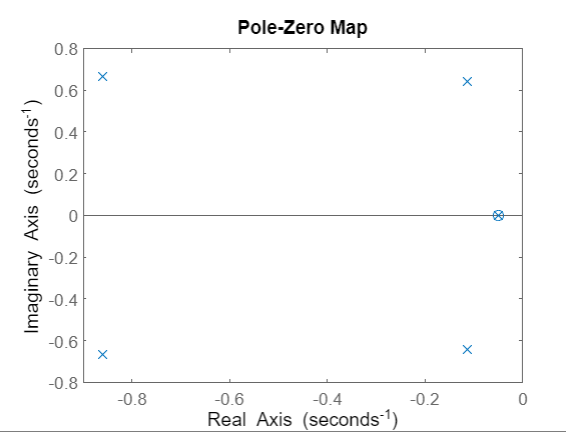 Pole-Zero Map
0.8
0.6
0.4
0.2
0
-0.2
-0.4
-0.6
-0.8
Imaginary Axis (seconds⁻¹)
-0.8 -0.6 -0.4 -0.2 0
Real Axis (seconds⁻¹)